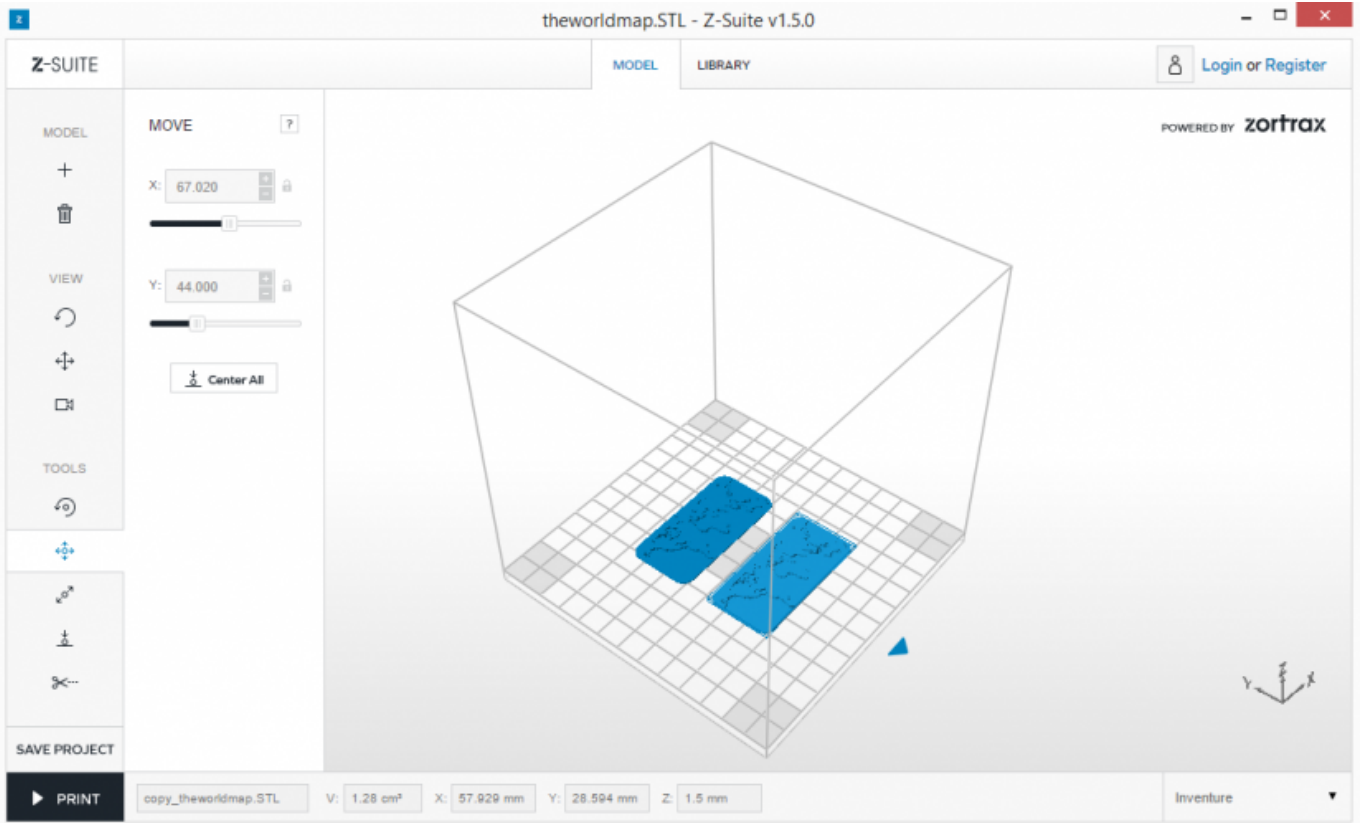 z
theworldmap.STL - Z-Suite v1.5.0
Z-SUITE
MODEL
LIBRARY
Login or Register
MODEL
VIEW
TOOLS
SAVE PROJECT
PRINT
MOVE
?
X: 67.020
Y: 44.000
Center All
POWERED BY zortrax
Y Z X
copy_theworldmap.STL V: 1.28 cm³ X: 57.929 mm Y: 28.594 mm Z: 1.5 mm Inventure